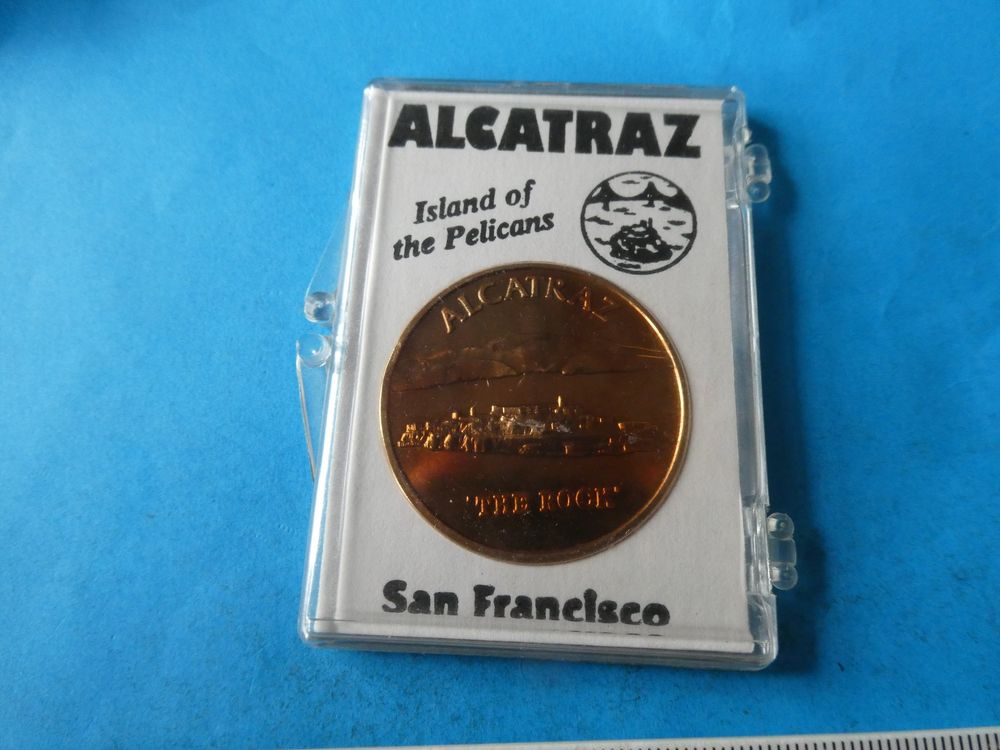 ALCATRAZ
Island of
the Pelicans
ALCATRAZ
'THE ROCK'
San Francisco